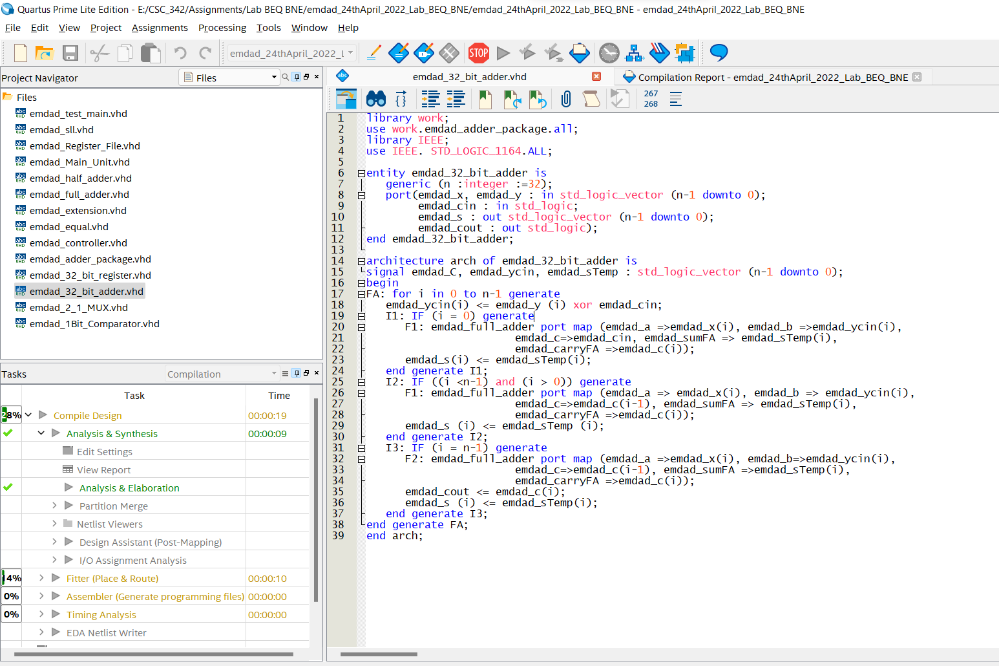 Quartus Prime Lite Edition - E:/CSC_342/Assignments/Lab BEQ BNE/emdad_24thApril_2022_Lab_BEQ_BNE/emdad_24thApril_2022_Lab_BEQ_BNE - emdad_24thApril_2022_Lab_BEQ_BNE
File Edit View Project Assignments Processing Tools Window Help
emdad_24thApril_2022_L
STOP
Project Navigator
Files
Files
emdad_test_main.vhd
emdad_sll.vhd
emdad_Register_File.vhd
emdad_Main_Unit.vhd
emdad_half_adder.vhd
emdad_full_adder.vhd
emdad_extension.vhd
emdad_equal.vhd
emdad_controller.vhd
emdad_adder_package.vhd
emdad_32_bit_register.vhd
emdad_32_bit_adder.vhd
emdad_2_1_MUX.vhd
emdad_1Bit_Comparator.vhd
Tasks
Compilation
Task Time
28% Compile Design 00:00:19
Analysis & Synthesis 00:00:09
Edit Settings
View Report
Analysis & Elaboration
Partition Merge
Netlist Viewers
Design Assistant (Post-Mapping)
I/O Assignment Analysis
14% Fitter (Place & Route) 00:00:10
0% Assembler (Generate programming files) 00:00:00
0% Timing Analysis 00:00:00
EDA Netlist Writer
abc
emdad_32_bit_adder.vhd
Compilation Report - emdad_24thApril_2022_Lab_BEQ_BNE
267
268
1 library work;
2 use work.emdad_adder_package.all;
3 library IEEE;
4 use IEEE. STD_LOGIC_1164.ALL;
5
6 entity emdad_32_bit_adder is
7 generic (n :integer :=32);
8 port(emdad_x, emdad_y : in std_logic_vector (n-1 downto 0);
9 emdad_cin : in std_logic;
10 emdad_s : out std_logic_vector (n-1 downto 0);
11 emdad_cout : out std_logic);
12 end emdad_32_bit_adder;
13
14 architecture arch of emdad_32_bit_adder is
15 signal emdad_C, emdad_ycin, emdad_sTemp : std_logic_vector (n-1 downto 0);
16 begin
17 FA: for i in 0 to n-1 generate
18 emdad_ycin(i) <= emdad_y (i) xor emdad_cin;
19 I1: IF (i = 0) generate
20 F1: emdad_full_adder port map (emdad_a =>emdad_x(i), emdad_b =>emdad_ycin(i),
21 emdad_c=>emdad_cin, emdad_sumFA => emdad_sTemp(i),
22 emdad_carryFA =>emdad_c(i));
23 emdad_s(i) <= emdad_sTemp(i);
24 end generate I1;
25 I2: IF ((i <n-1) and (i > 0)) generate
26 F1: emdad_full_adder port map (emdad_a => emdad_x(i), emdad_b => emdad_ycin(i),
27 emdad_c=>emdad_c(i-1), emdad_sumFA => emdad_sTemp(i),
28 emdad_carryFA =>emdad_c(i));
29 emdad_s (i) <= emdad_sTemp (i);
30 end generate I2;
31 I3: IF (i = n-1) generate
32 F2: emdad_full_adder port map (emdad_a =>emdad_x(i), emdad_b=>emdad_ycin(i),
33 emdad_c=>emdad_c(i-1), emdad_sumFA =>emdad_sTemp(i),
34 emdad_carryFA =>emdad_c(i));
35 emdad_cout <= emdad_c(i);
36 emdad_s (i) <= emdad_sTemp(i);
37 end generate I3;
38 end generate FA;
39 end arch;